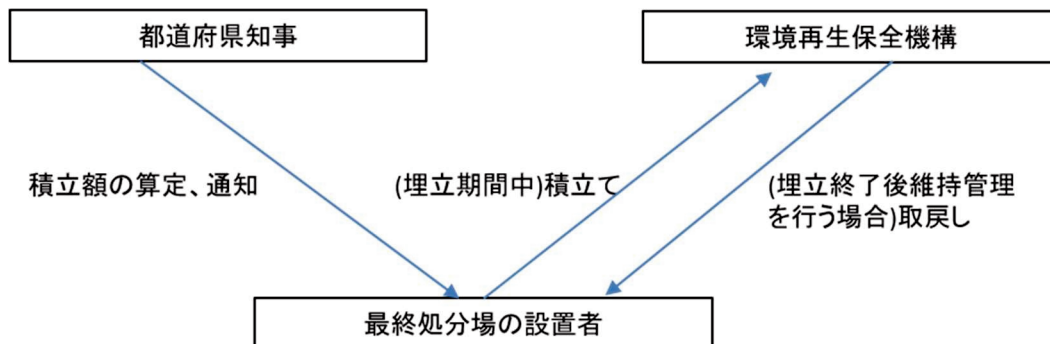 都道府県知事
環境再生保全機構
積立額の算定、通知
(埋立期間中)積立て
(埋立終了後維持管理
を行う場合)取戻し
最終処分場の設置者